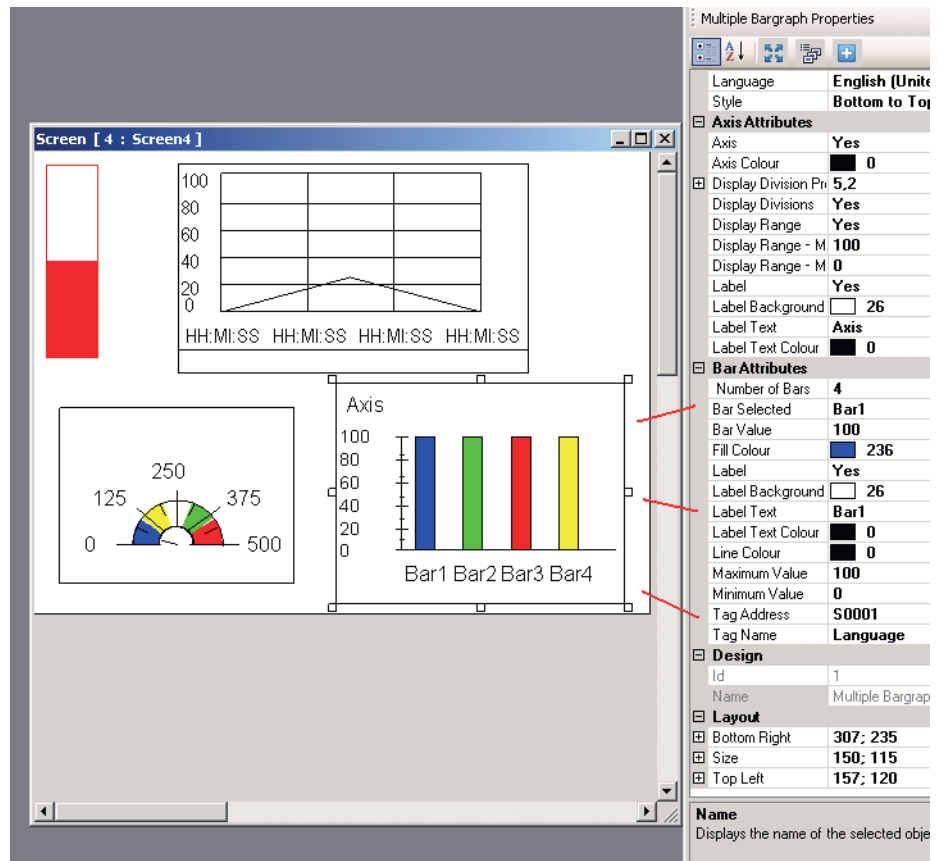 Multiple Bargraph Properties
Language English (Unite
Style Bottom to Top
Axis Attributes
Axis Yes
Axis Colour 0
Display Division Pr 5,2
Display Divisions Yes
Display Range Yes
Display Range - M 100
Display Range - M 0
Label Yes
Label Background 26
Label Text Axis
Label Text Colour 0
Bar Attributes
Number of Bars 4
Bar Selected Bar1
Bar Value 100
Fill Colour 236
Label Yes
Label Background 26
Label Text Bar1
Label Text Colour 0
Line Colour 0
Maximum Value 100
Minimum Value 0
Tag Address S0001
Tag Name Language
Design
Id 1
Name Multiple Bargrap
Layout
Bottom Right 307; 235
Size 150; 115
Top Left 157; 120
Name
Displays the name of the selected obje
Screen [ 4 : Screen4 ]
100
80
60
40
20
0
HH:MI:SS HH:MI:SS HH:MI:SS HH:MI:SS
250
125 375
0 500
Axis
100
80
60
40
20
0
Bar1 Bar2 Bar3 Bar4